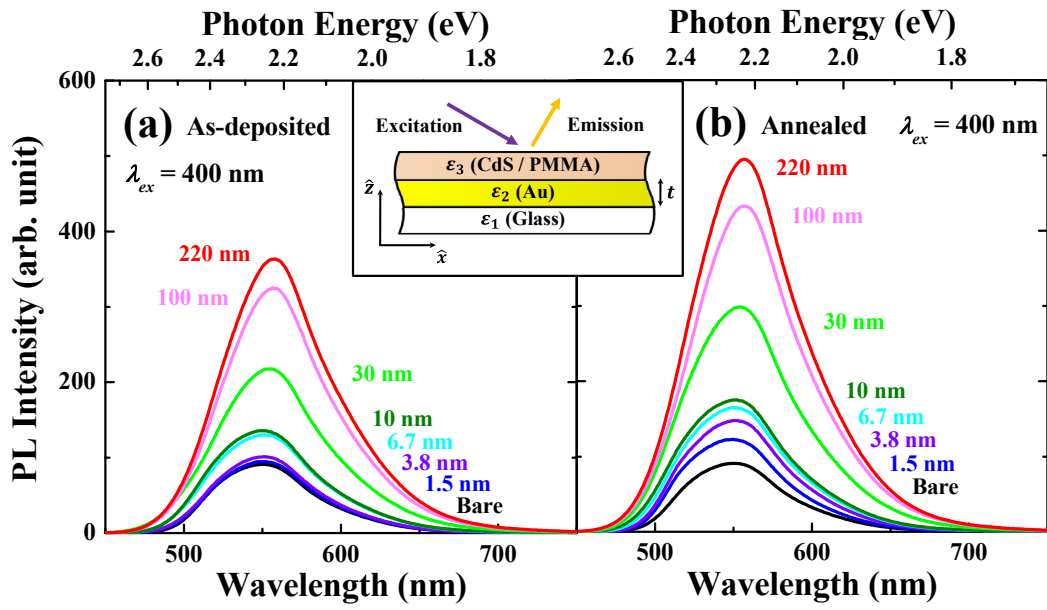 Photon Energy (eV)
2.6 2.4 2.2 2.0 1.8
Photon Energy (eV)
2.6 2.4 2.2 2.0 1.8
PL Intensity (arb. unit)
600
400
200
0
(a) As-deposited
λex = 400 nm
220 nm
100 nm
30 nm
10 nm
6.7 nm
3.8 nm
1.5 nm
Bare
500 600 700
Wavelength (nm)
Excitation Emission
ε3 (CdS / PMMA)
ε2 (Au)
ε1 (Glass)
ẑ
x̂
t
(b) Annealed λex = 400 nm
220 nm
100 nm
30 nm
10 nm
6.7 nm
3.8 nm
1.5 nm
Bare
500 600 700
Wavelength (nm)